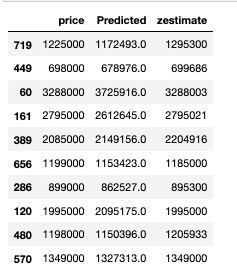 price Predicted zestimate
719 1225000 1172493.0 1295300
449 698000 678976.0 699686
60 3288000 3725916.0 3288003
161 2795000 2612645.0 2795021
389 2085000 2149156.0 2204916
656 1199000 1153423.0 1185000
286 899000 862527.0 895300
120 1995000 2095175.0 1995000
480 1198000 1150396.0 1205933
570 1349000 1327313.0 1349000